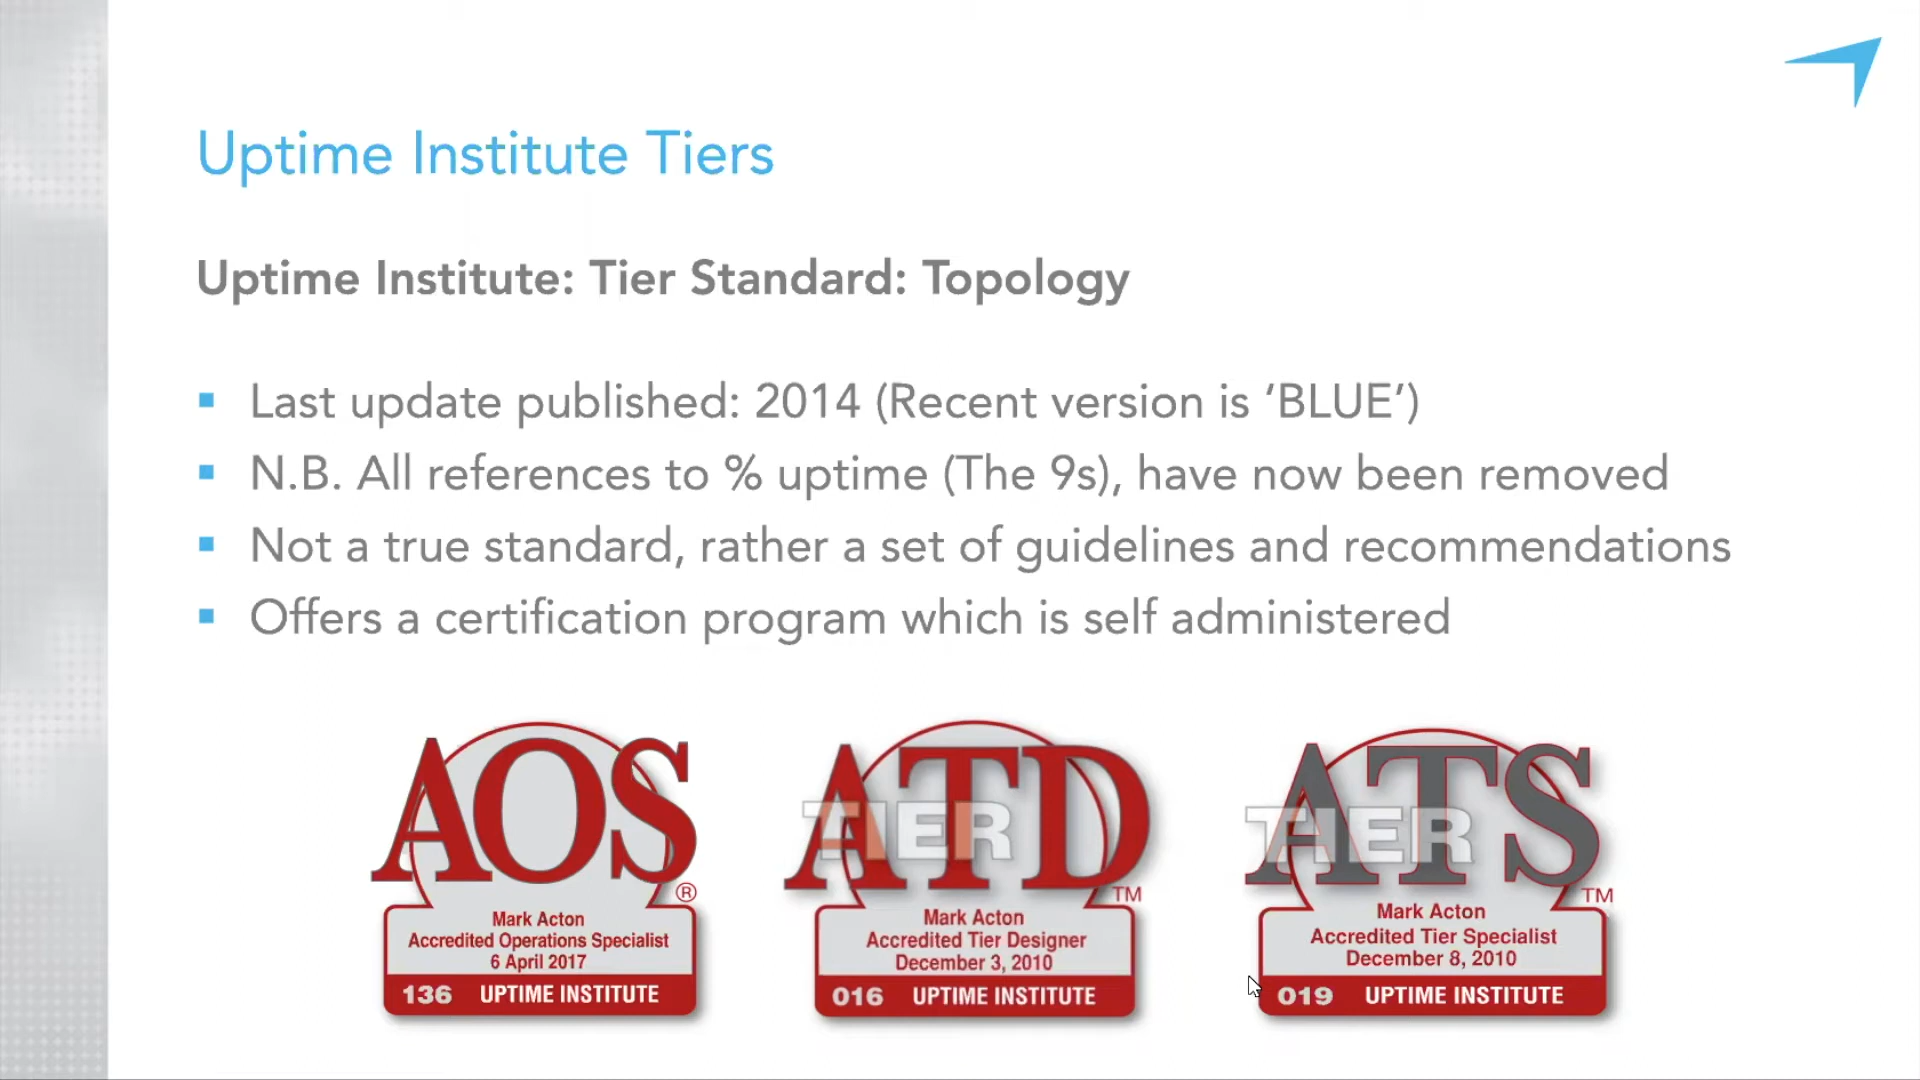 Uptime Institute Tiers
Uptime Institute: Tier Standard: Topology
Last update published: 2014 (Recent version is ‘BLUE’)
N.B. All references to % uptime (The 9s), have now been removed
Not a true standard, rather a set of guidelines and recommendations
Offers a certification program which is self administered
AOS
®
Mark Acton
Accredited Operations Specialist
6 April 2017
136 UPTIME INSTITUTE
ATD
TIER
TM
Mark Acton
Accredited Tier Designer
December 3, 2010
016 UPTIME INSTITUTE
ATS
TIER
TM
Mark Acton
Accredited Tier Specialist
December 8, 2010
019 UPTIME INSTITUTE